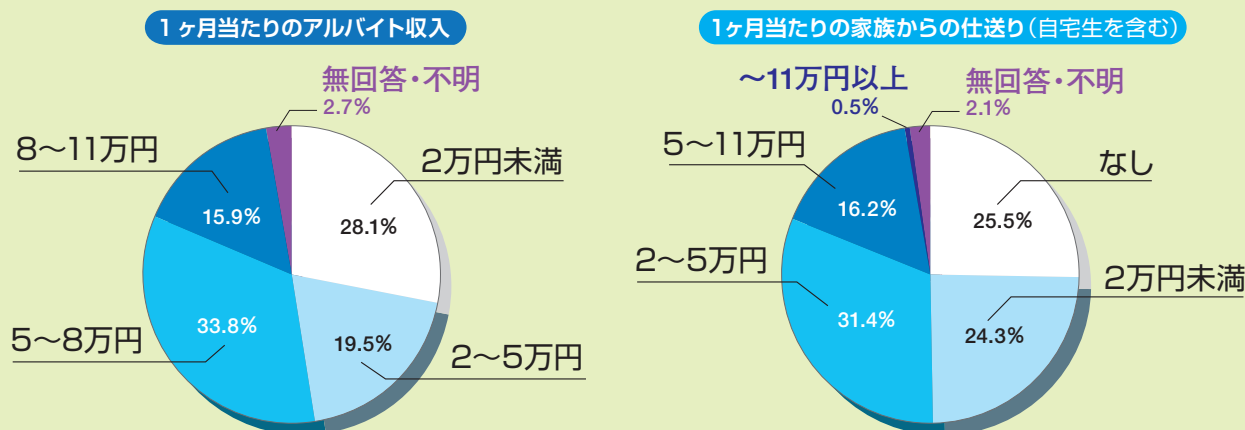 1ヶ月当たりのアルバイト収入
無回答・不明
2.7%
8〜11万円
15.9%
2万円未満
28.1%
5〜8万円
33.8%
19.5%
2〜5万円
1ヶ月当たりの家族からの仕送り(自宅生を含む)
〜11万円以上
0.5%
無回答・不明
2.1%
5〜11万円
16.2%
なし
25.5%
2〜5万円
31.4%
2万円未満
24.3%